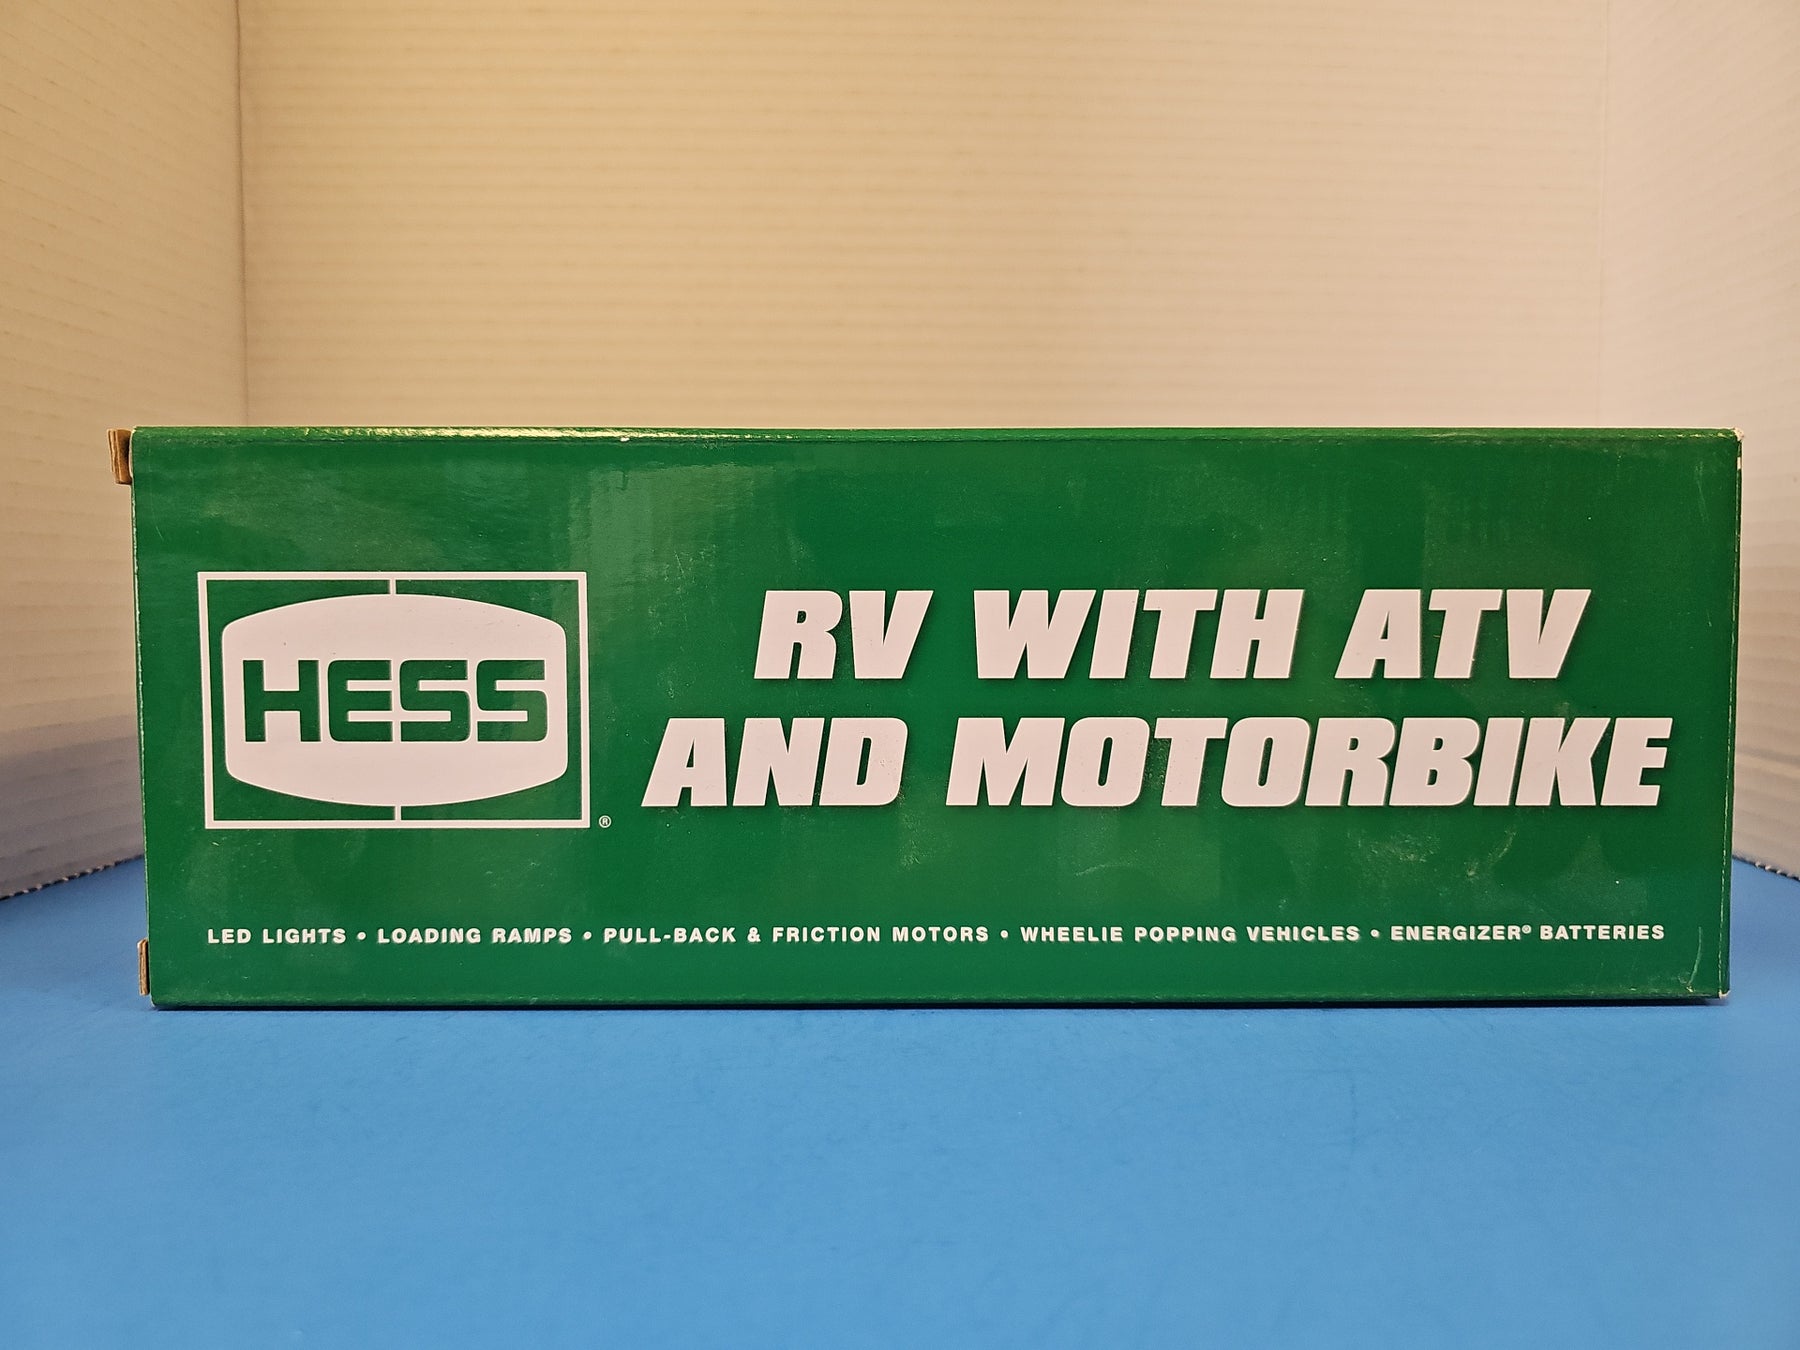 HESS
®
RV WITH ATV
AND MOTORBIKE
LED LIGHTS • LOADING RAMPS • PULL-BACK & FRICTION MOTORS • WHEELIE POPPING VEHICLES • ENERGIZER® BATTERIES